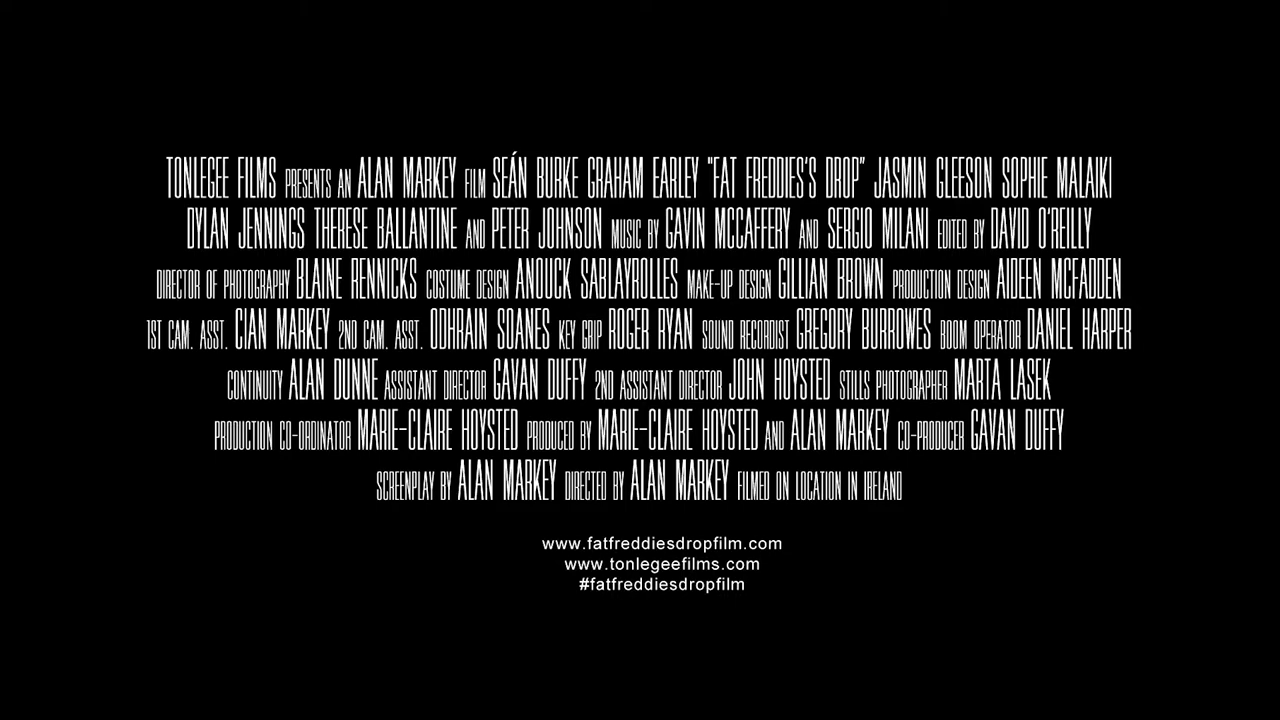 TONLEGEE FILMS PRESENTS AN ALAN MARKEY FILM SEÁN BURKE GRAHAM EARLEY "FAT FREDDIES'S DROP" JASMIN GLEESON SOPHIE MALAIKI
DYLAN JENNINGS THERESE BALLANTINE AND PETER JOHNSON MUSIC BY GAVIN MCCAFFERY AND SERGIO MILANI EDITED BY DAVID O'REILLY
DIRECTOR OF PHOTOGRAPHY BLAINE RENNICKS COSTUME DESIGN ANOUCK SABLAYROLLES MAKE-UP DESIGN GILLIAN BROWN PRODUCTION DESIGN AIDEEN MCFADDEN
1ST CAM. ASST. CIAN MARKEY 2ND CAM. ASST. ODHRAIN SOANES KEY GRIP ROGER RYAN SOUND RECORDIST GREGORY BURROWES BOOM OPERATOR DANIEL HARPER
CONTINUITY ALAN DUNNE ASSISTANT DIRECTOR GAVAN DUFFY 2ND ASSISTANT DIRECTOR JOHN HOYSTED STILLS PHOTOGRAPHER MARTA LASEK
PRODUCTION CO-ORDINATOR MARIE-CLAIRE HOYSTED PRODUCED BY MARIE-CLAIRE HOYSTED AND ALAN MARKEY CO-PRODUCER GAVAN DUFFY
SCREENPLAY BY ALAN MARKEY DIRECTED BY ALAN MARKEY FILMED ON LOCATION IN IRELAND
www.fatfreddiesdropfilm.com
www.tonlegeefilms.com
#fatfreddiesdropfilm